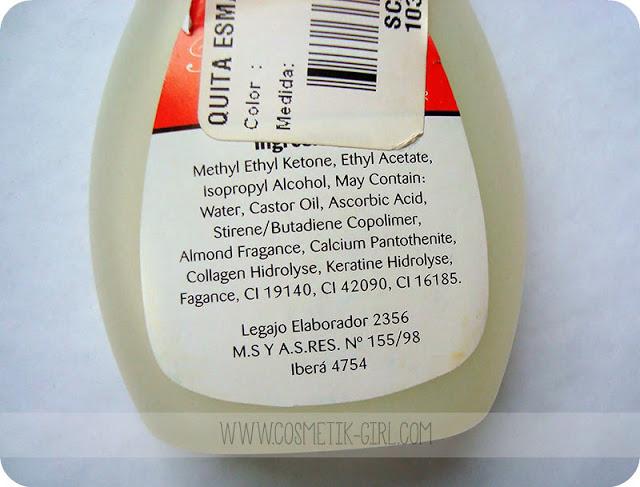 QUITA ESMA
Color :
Medida:
SC
103
Methyl Ethyl Ketone, Ethyl Acetate,
Isopropyl Alcohol, May Contain:
Water, Castor Oil, Ascorbic Acid,
Stirene/Butadiene Copolimer,
Almond Fragance, Calcium Pantothenite,
Collagen Hidrolyse, Keratine Hidrolyse,
Fagance, CI 19140, CI 42090, CI 16185.
Legajo Elaborador 2356
M.S Y A.S.RES. Nº 155/98
Iberá 4754
WWW.COSMETIK-GIRL.COM